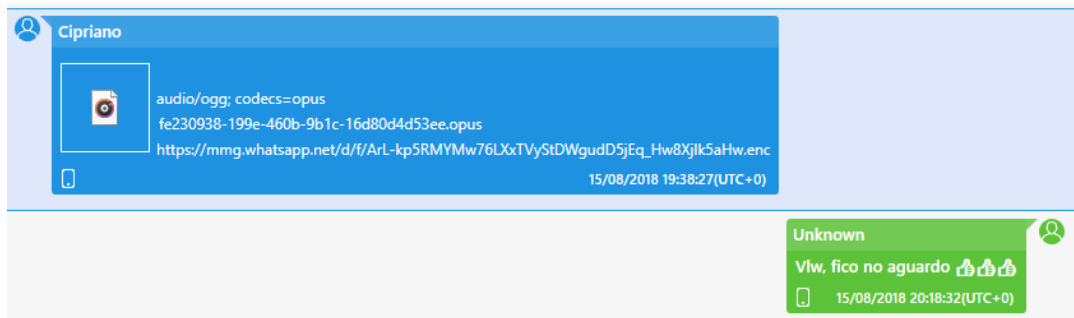 Cipriano
audio/ogg; codecs=opus
fe230938-199e-460b-9b1c-16d80d4d53ee.opus
https://mmg.whatsapp.net/d/f/ArL-kp5RMYMw76LXxTVyStDWgudD5jEq_Hw8XjIk5aHw.enc
15/08/2018 19:38:27(UTC+0)
Unknown
Vlw, fico no aguardo 👍👍👍
15/08/2018 20:18:32(UTC+0)